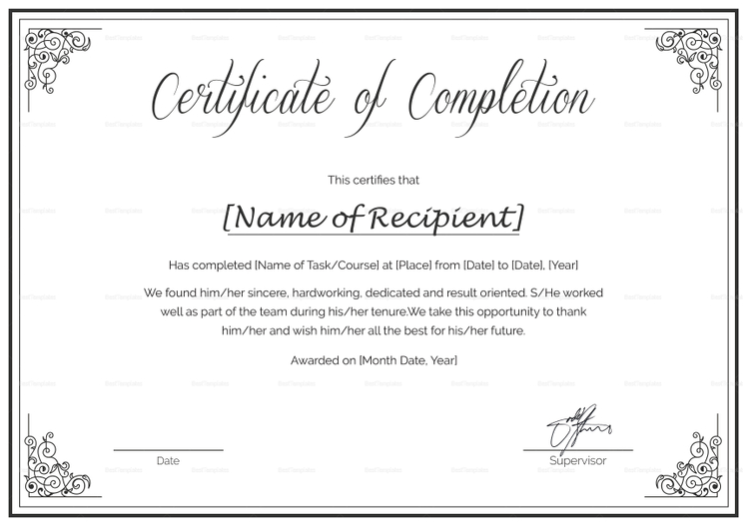 Certificate of Completion
This certifies that
[Name of Recipient]
Has completed [Name of Task/Course] at [Place] from [Date] to [Date], [Year]
We found him/her sincere, hardworking, dedicated and result oriented. S/He worked
well as part of the team during his/her tenure.We take this opportunity to thank
him/her and wish him/her all the best for his/her future.
Awarded on [Month Date, Year]
Date
Supervisor